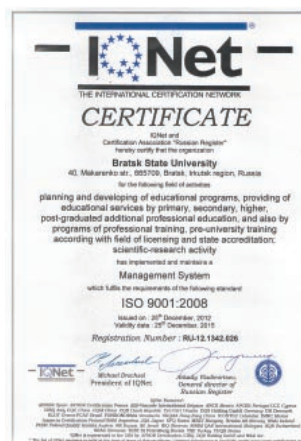 IQNet
®
THE INTERNATIONAL CERTIFICATION NETWORK
CERTIFICATE
IQNet and
Certification Association "Russian Register"
hereby certify that the organization
Bratsk State University
40, Makarenko str., 665709, Bratsk, Irkutsk region, Russia
for the following field of activities
planning and developing of educational programs, providing of
educational services by primary, secondary, higher,
post-graduated additional professional education, and also by
programs of professional training, pre-university training
according with field of licensing and state accreditation;
scientific-research activity
has implemented and maintains a
Management System
which fulfills the requirements of the following standard
ISO 9001:2008
Issued on: 20th December, 2012
Validity date: 25th December, 2015
Registration Number: RU-12.1342.026
IQNet
Michael Drechsel
President of IQNet
Arkady Vladimirtsev
General director of
Russian Register